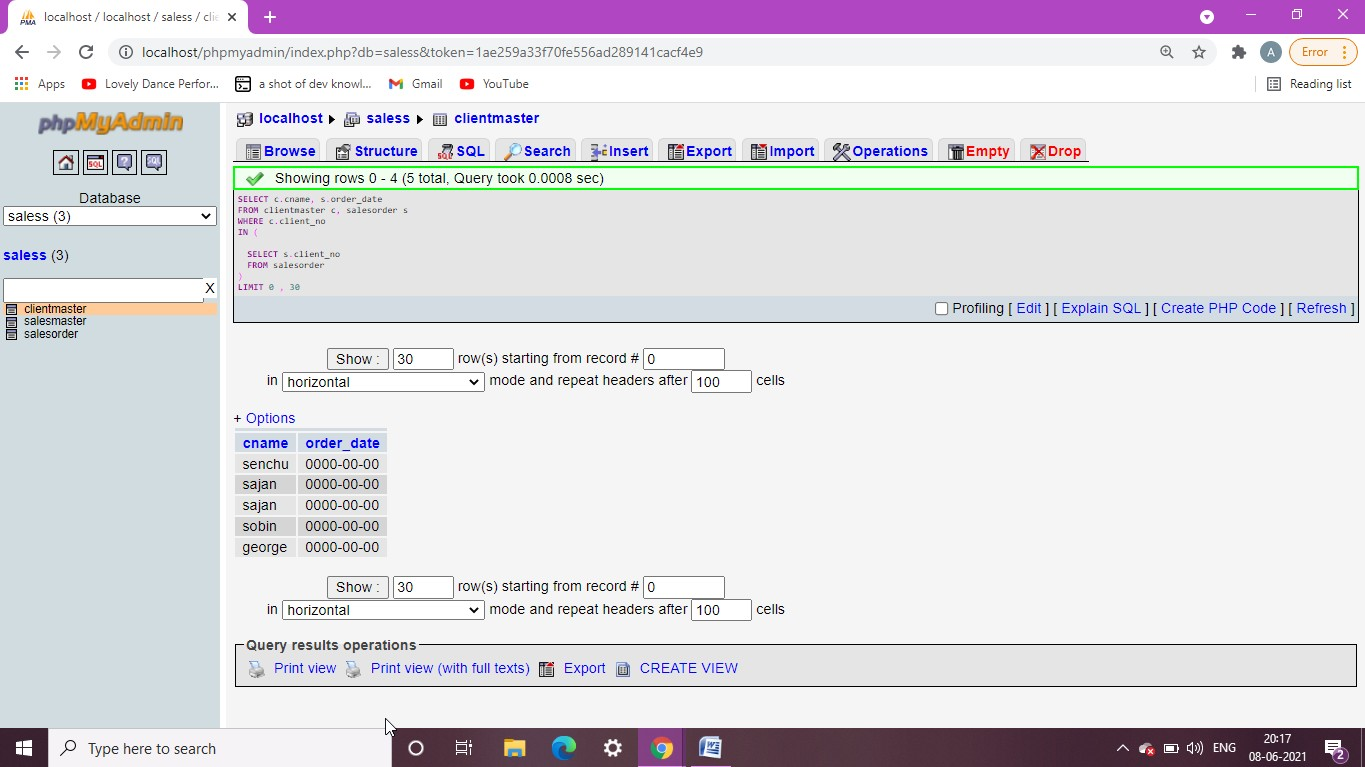 localhost / localhost / saless / clie
localhost/phpmyadmin/index.php?db=saless&token=1ae259a33f70fe556ad289141cacf4e9
A
Error
Apps
Lovely Dance Perfor...
a shot of dev knowl...
Gmail
YouTube
Reading list
phpMyAdmin
SQL
Database
saless (3)
saless (3)
X
clientmaster
salesmaster
salesorder
localhost saless clientmaster
Browse Structure SQL Search Insert Export Import Operations Empty Drop
Showing rows 0 - 4 (5 total, Query took 0.0008 sec)
SELECT c.cname, s.order_date
FROM clientmaster c, salesorder s
WHERE c.client_no
IN (
SELECT s.client_no
FROM salesorder
)
LIMIT 0 , 30
Profiling [ Edit ] [ Explain SQL ] [ Create PHP Code ] [ Refresh ]
Show : 30 row(s) starting from record # 0
in horizontal mode and repeat headers after 100 cells
+ Options
cname order_date
senchu 0000-00-00
sajan 0000-00-00
sajan 0000-00-00
sobin 0000-00-00
george 0000-00-00
Show : 30 row(s) starting from record # 0
in horizontal mode and repeat headers after 100 cells
Query results operations
Print view Print view (with full texts) Export CREATE VIEW
Type here to search
ENG
20:17
08-06-2021
2